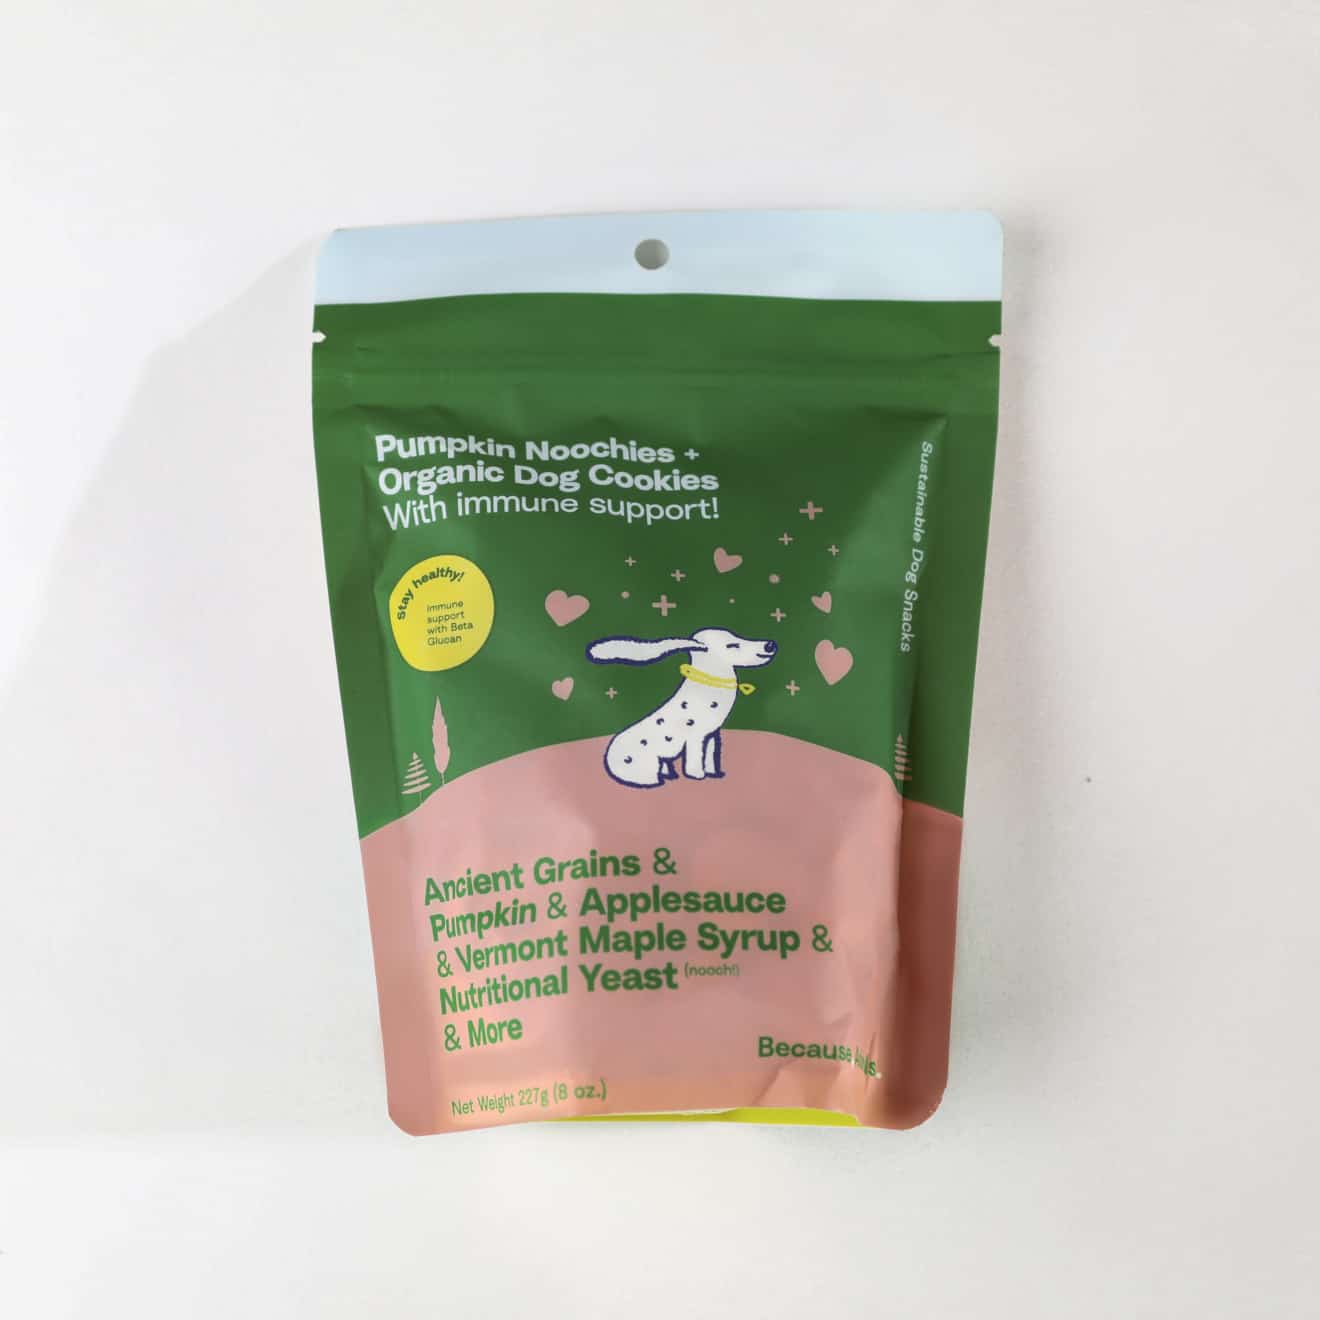 Pumpkin Noochies +
Organic Dog Cookies
With immune support!
Sustainable Dog Snacks
Stay healthy!
Immune
support
with Beta
Glucan
Ancient Grains &
Pumpkin & Applesauce
& Vermont Maple Syrup &
Nutritional Yeast (nooch!)
& More
Because
Net Weight 227g (8 oz.)